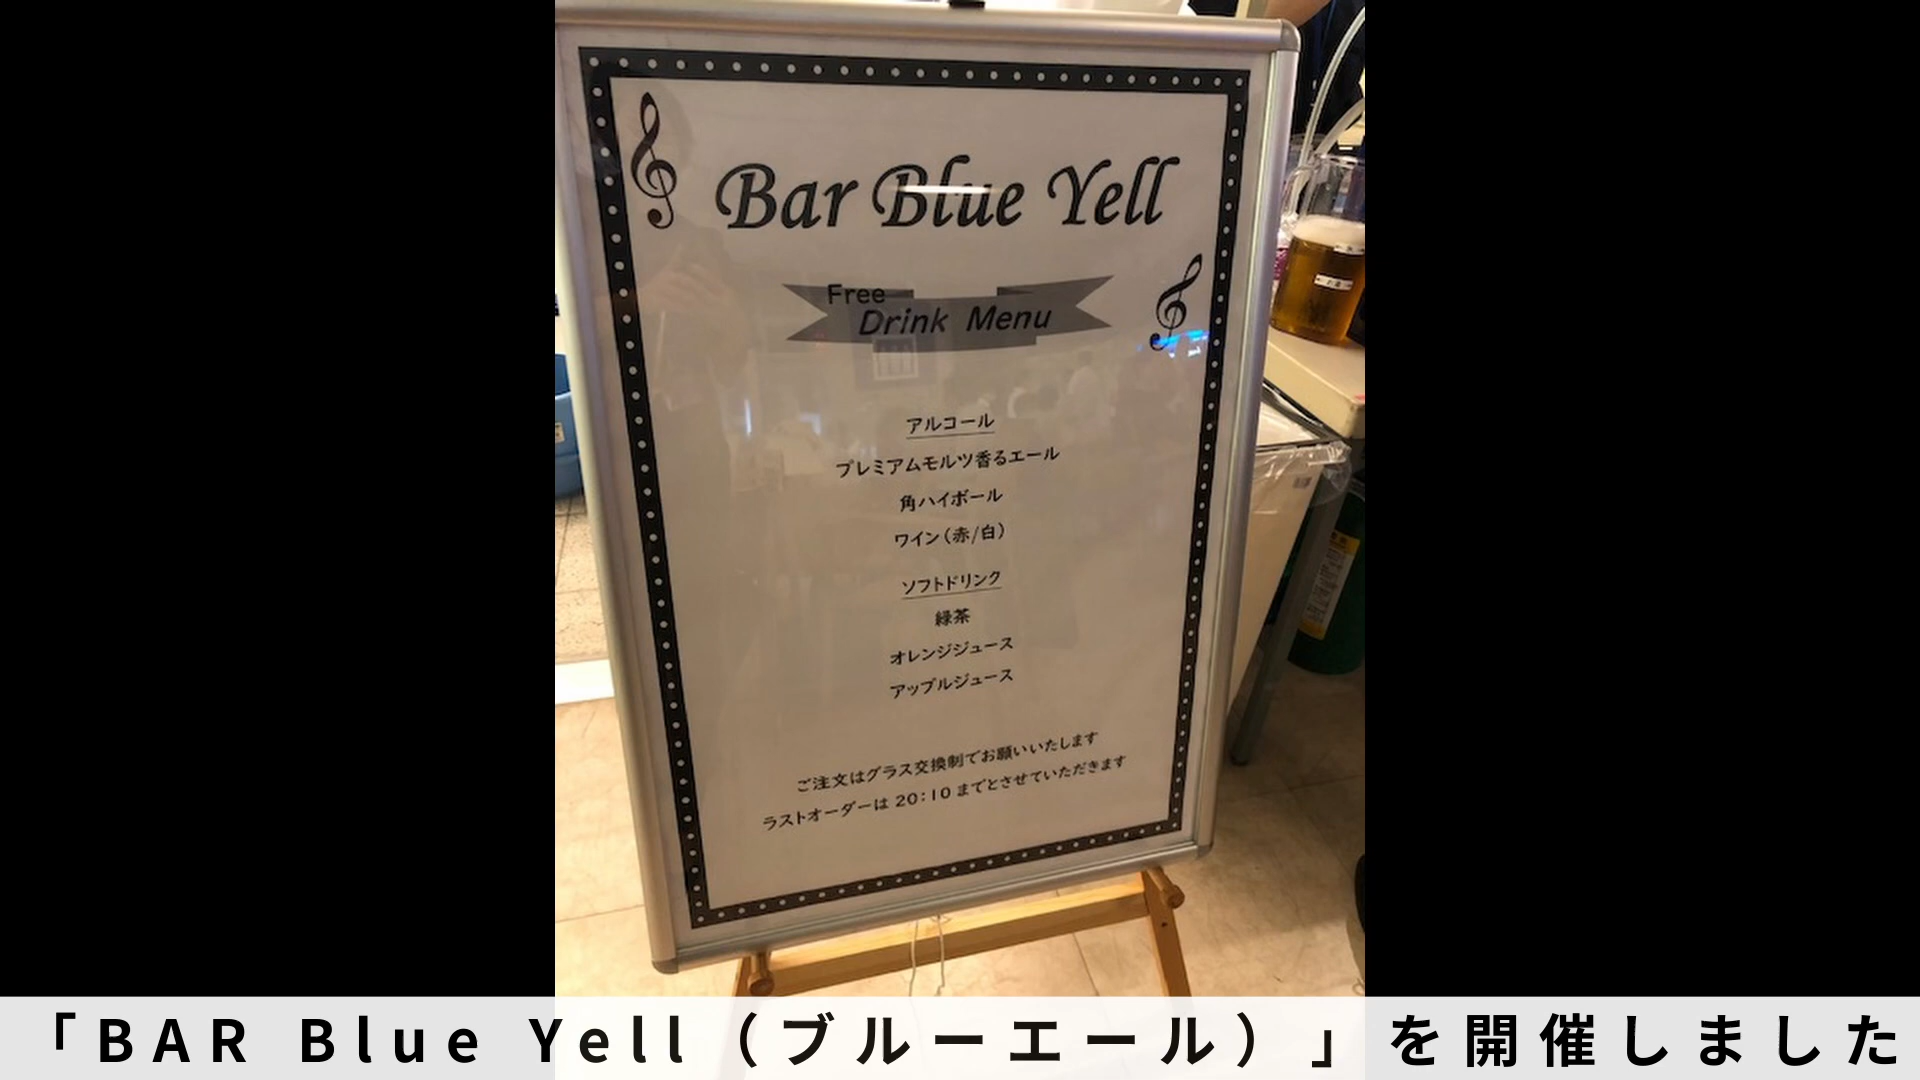 Bar Blue Yell
Free
Drink Menu
アルコール
プレミアムモルツ香るエール
角ハイボール
ワイン(赤/白)
ソフトドリンク
緑茶
オレンジジュース
アップルジュース
ご注文はグラス交換制でお願いいたします
ラストオーダーは 20:10 までとさせていただきます
「BAR Blue Yell(ブルーエール)」を開催しました